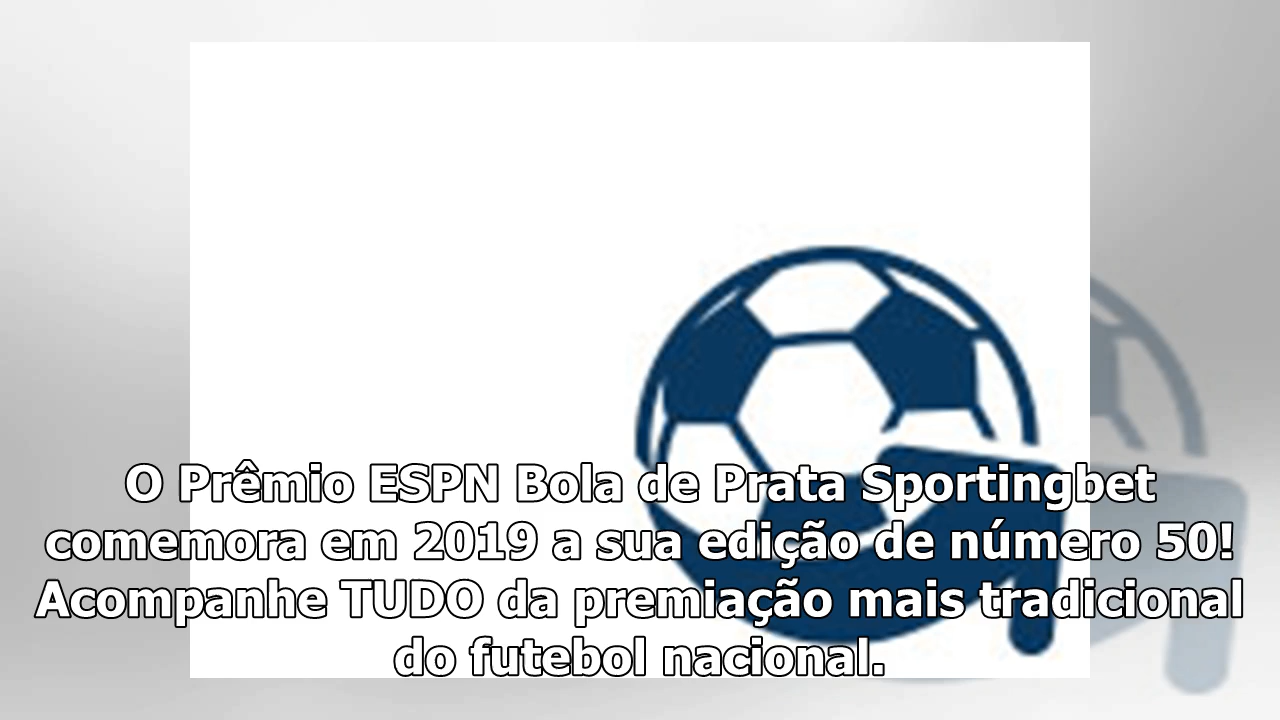 O Prêmio ESPN Bola de Prata Sportingbet
comemora em 2019 a sua edição de número 50!
Acompanhe TUDO da premiação mais tradicional
do futebol nacional.